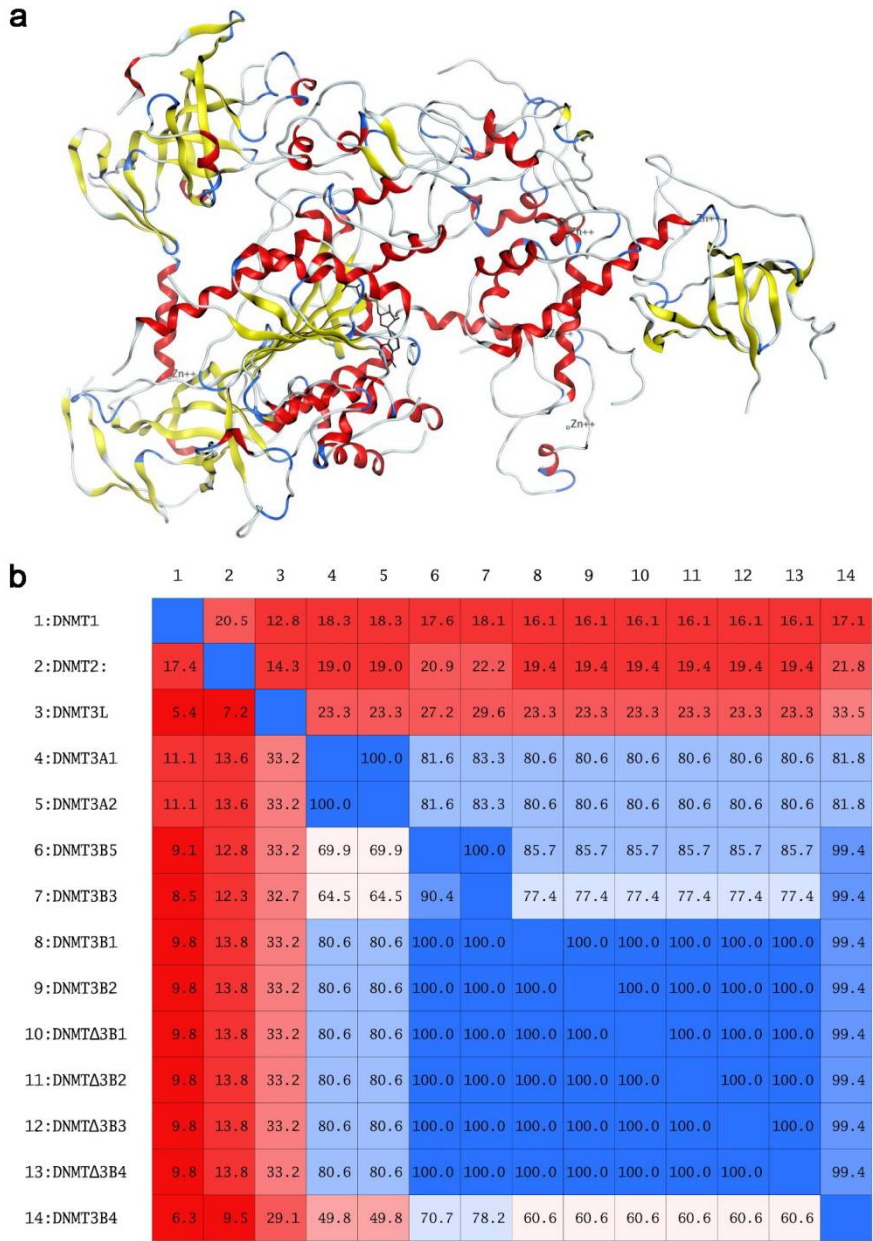 a
Zn++
Zn++
Zn++
Zn++
b
1 2 3 4 5 6 7 8 9 10 11 12 13 14
1:DNMT1 20.5 12.8 18.3 18.3 17.6 18.1 16.1 16.1 16.1 16.1 16.1 16.1 17.1
2:DNMT2: 17.4 14.3 19.0 19.0 20.9 22.2 19.4 19.4 19.4 19.4 19.4 19.4 21.8
3:DNMT3L 5.4 7.2 23.3 23.3 27.2 29.6 23.3 23.3 23.3 23.3 23.3 23.3 33.5
4:DNMT3A1 11.1 13.6 33.2 100.0 81.6 83.3 80.6 80.6 80.6 80.6 80.6 80.6 81.8
5:DNMT3A2 11.1 13.6 33.2 100.0 81.6 83.3 80.6 80.6 80.6 80.6 80.6 80.6 81.8
6:DNMT3B5 9.1 12.8 33.2 69.9 69.9 100.0 85.7 85.7 85.7 85.7 85.7 85.7 99.4
7:DNMT3B3 8.5 12.3 32.7 64.5 64.5 90.4 77.4 77.4 77.4 77.4 77.4 77.4 99.4
8:DNMT3B1 9.8 13.8 33.2 80.6 80.6 100.0 100.0 100.0 100.0 100.0 100.0 100.0 99.4
9:DNMT3B2 9.8 13.8 33.2 80.6 80.6 100.0 100.0 100.0 100.0 100.0 100.0 100.0 99.4
10:DNMTΔ3B1 9.8 13.8 33.2 80.6 80.6 100.0 100.0 100.0 100.0 100.0 100.0 100.0 99.4
11:DNMTΔ3B2 9.8 13.8 33.2 80.6 80.6 100.0 100.0 100.0 100.0 100.0 100.0 100.0 99.4
12:DNMTΔ3B3 9.8 13.8 33.2 80.6 80.6 100.0 100.0 100.0 100.0 100.0 100.0 100.0 99.4
13:DNMTΔ3B4 9.8 13.8 33.2 80.6 80.6 100.0 100.0 100.0 100.0 100.0 100.0 100.0 99.4
14:DNMT3B4 6.3 9.5 29.1 49.8 49.8 70.7 78.2 60.6 60.6 60.6 60.6 60.6 60.6